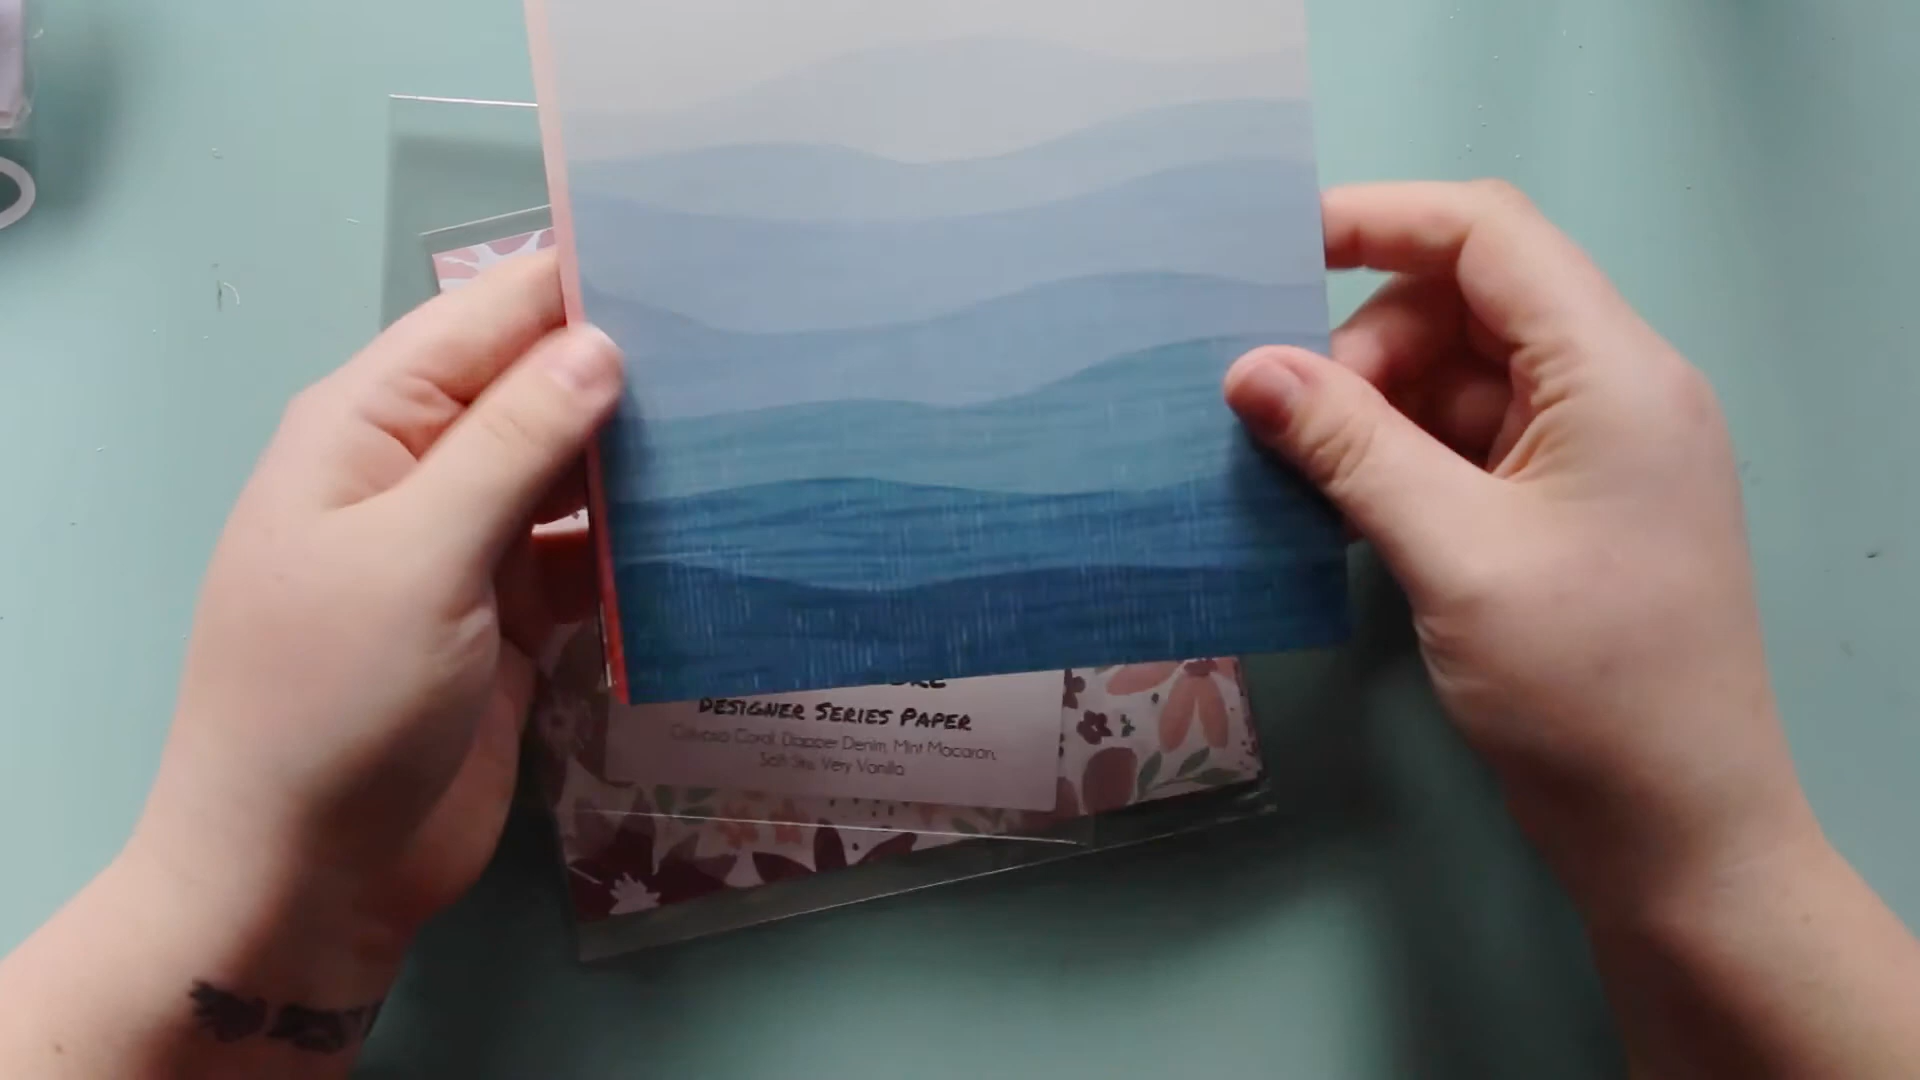 DESIGNER SERIES PAPER
Calypso Coral, Dapper Denim, Mint Macaron,
Soft Sky, Very Vanilla